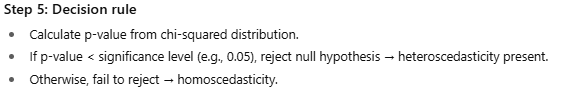 Step 5: Decision rule
• Calculate p-value from chi-squared distribution.
• If p-value < significance level (e.g., 0.05), reject null hypothesis → heteroscedasticity present.
• Otherwise, fail to reject → homoscedasticity.